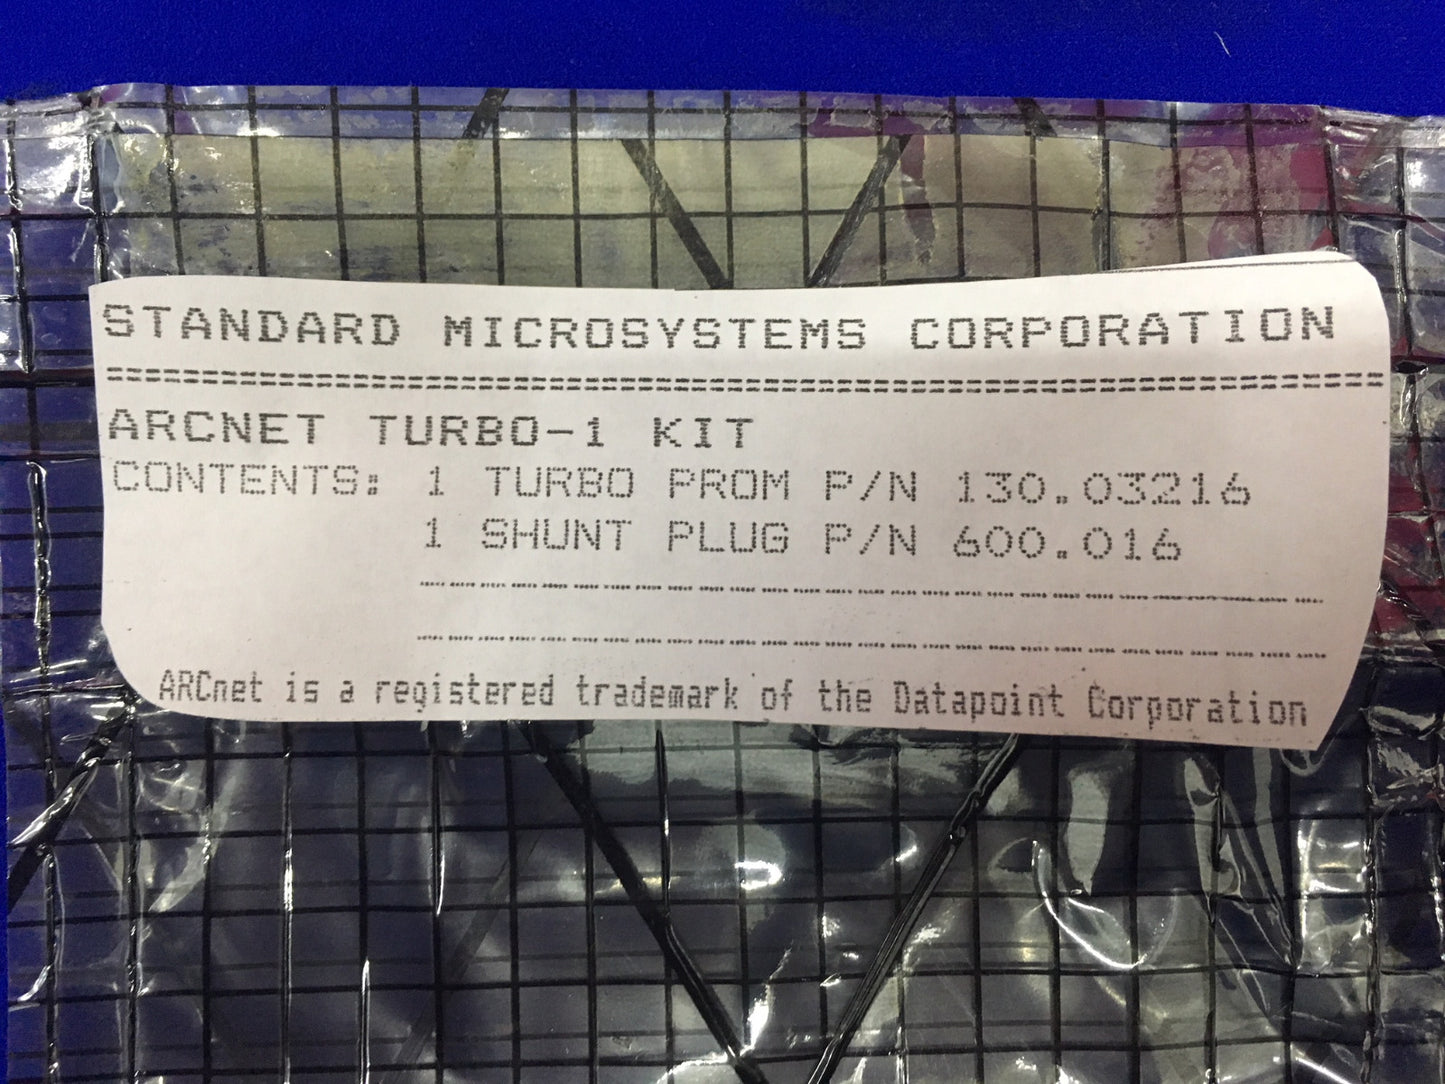 STANDARD MICROSYSTEMS CORPORATION
==================================================================
ARCNET TURBO-1 KIT
CONTENTS: 1 TURBO PROM P/N 130.03216
1 SHUNT PLUG P/N 600.016
ARCnet is a registered trademark of the Datapoint Corporation